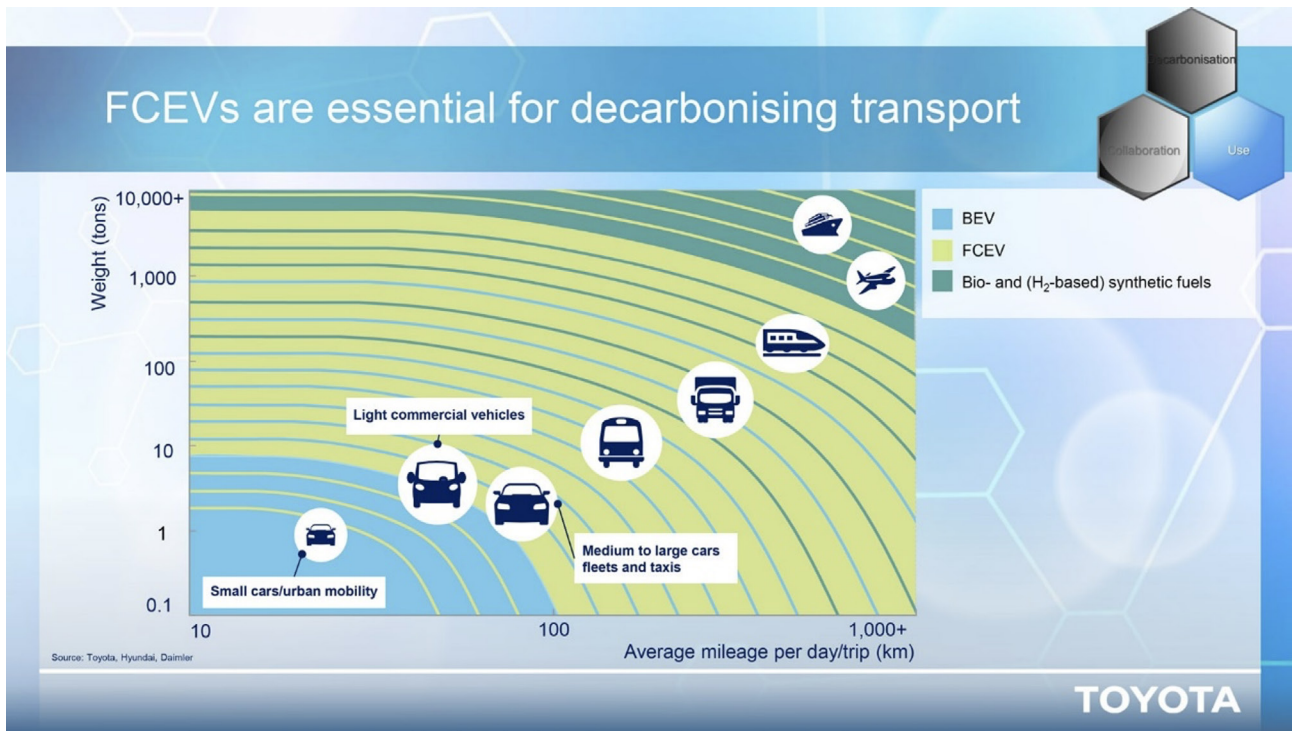 FCEVs are essential for decarbonising transport
Decarbonisation
Collaboration
Use
Weight (tons)
10,000+
1,000
100
10
1
0.1
10
100
1,000+
Average mileage per day/trip (km)
Light commercial vehicles
Medium to large cars
fleets and taxis
Small cars/urban mobility
BEV
FCEV
Bio- and (H₂-based) synthetic fuels
Source: Toyota, Hyundai, Daimler
TOYOTA